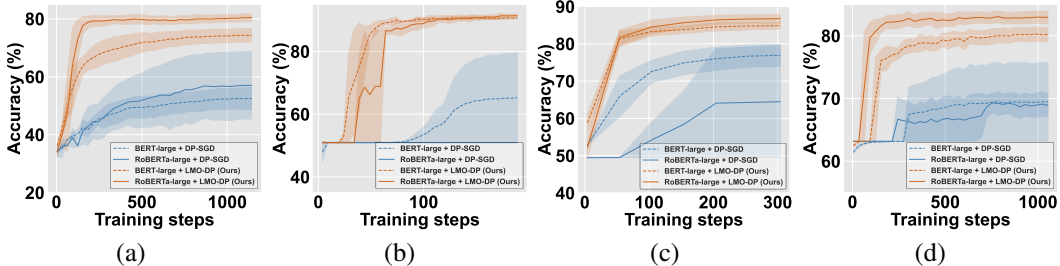 80
60
40
20
Accuracy (%)
0
500
1000
Training steps
BERT-large + DP-SGD
RoBERTa-large + DP-SGD
BERT-large + LMO-DP (Ours)
RoBERTa-large + LMO-DP (Ours)
(a)
80
60
40
Accuracy (%)
0
100
Training steps
BERT-large + DP-SGD
RoBERTa-large + DP-SGD
BERT-large + LMO-DP (Ours)
RoBERTa-large + LMO-DP (Ours)
(b)
90
80
70
60
50
40
Accuracy (%)
0
100
200
300
Training steps
BERT-large + DP-SGD
RoBERTa-large + DP-SGD
BERT-large + LMO-DP (Ours)
RoBERTa-large + LMO-DP (Ours)
(c)
80
70
60
Accuracy (%)
0
500
1000
Training steps
BERT-large + DP-SGD
RoBERTa-large + DP-SGD
BERT-large + LMO-DP (Ours)
RoBERTa-large + LMO-DP (Ours)
(d)